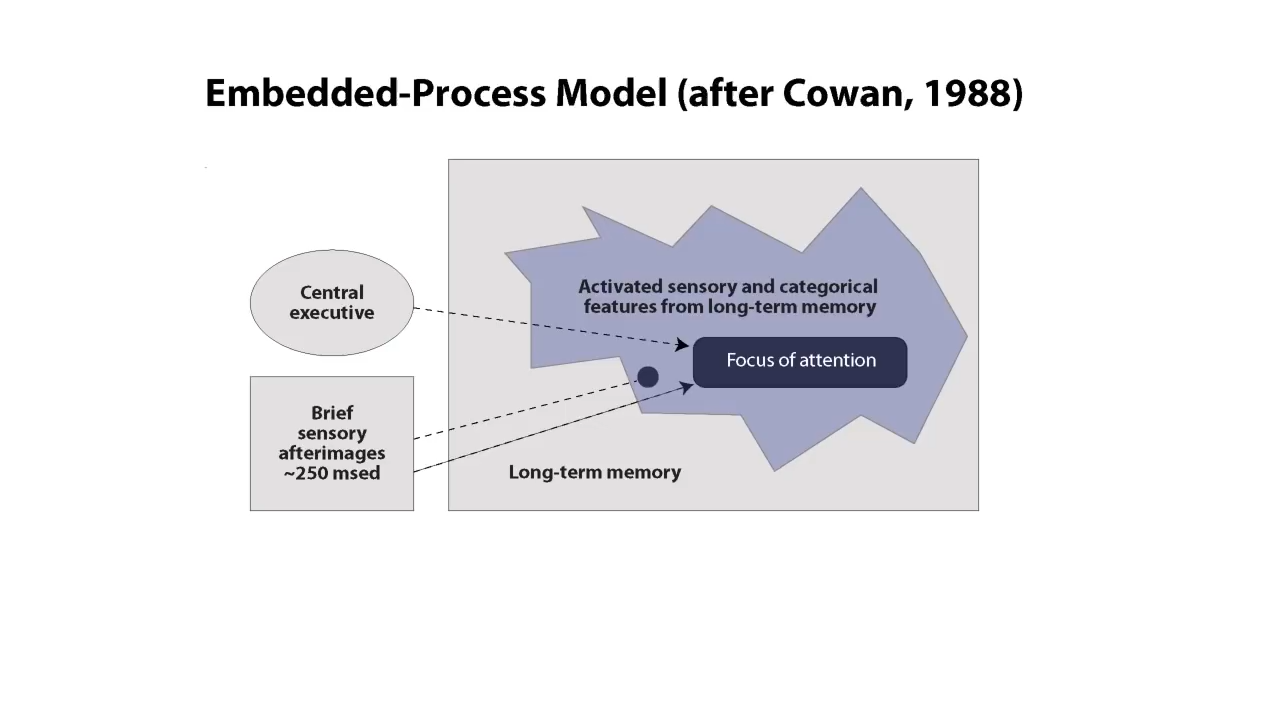 Embedded-Process Model (after Cowan, 1988)
Central
executive
Brief
sensory
afterimages
~250 msed
Activated sensory and categorical
features from long-term memory
Focus of attention
Long-term memory